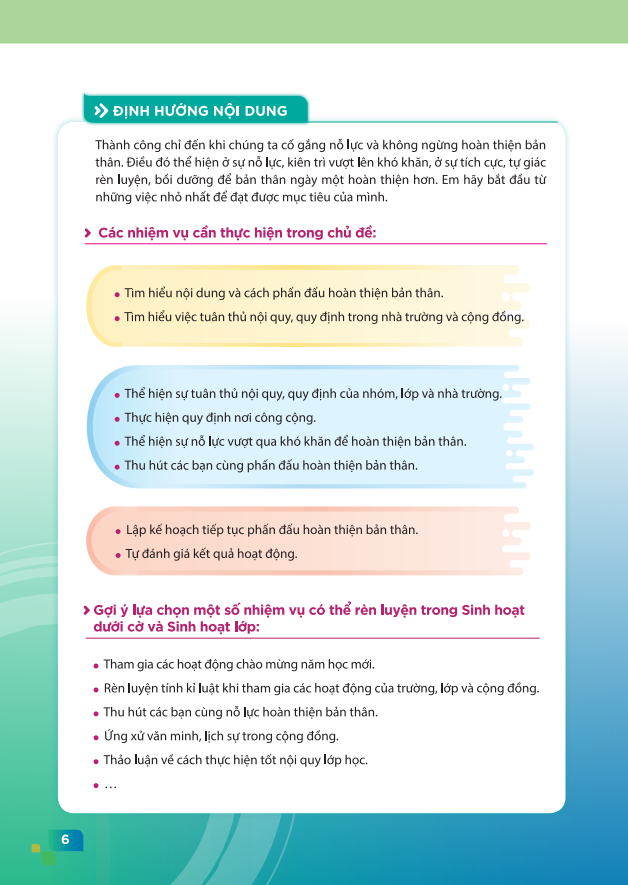 ĐỊNH HƯỚNG NỘI DUNG
Thành công chỉ đến khi chúng ta cố gắng nỗ lực và không ngừng hoàn thiện bản
thân. Điều đó thể hiện ở sự nỗ lực, kiên trì vượt lên khó khăn, ở sự tích cực, tự giác
rèn luyện, bồi dưỡng để bản thân ngày một hoàn thiện hơn. Em hãy bắt đầu từ
những việc nhỏ nhất để đạt được mục tiêu của mình.
Các nhiệm vụ cần thực hiện trong chủ đề:
• Tìm hiểu nội dung và cách phấn đấu hoàn thiện bản thân.
• Tìm hiểu việc tuân thủ nội quy, quy định trong nhà trường và cộng đồng.
• Thể hiện sự tuân thủ nội quy, quy định của nhóm, lớp và nhà trường.
• Thực hiện quy định nơi công cộng.
• Thể hiện sự nỗ lực vượt qua khó khăn để hoàn thiện bản thân.
• Thu hút các bạn cùng phấn đấu hoàn thiện bản thân.
• Lập kế hoạch tiếp tục phấn đấu hoàn thiện bản thân.
• Tự đánh giá kết quả hoạt động.
Gợi ý lựa chọn một số nhiệm vụ có thể rèn luyện trong Sinh hoạt
dưới cờ và Sinh hoạt lớp:
• Tham gia các hoạt động chào mừng năm học mới.
• Rèn luyện tính kỉ luật khi tham gia các hoạt động của trường, lớp và cộng đồng.
• Thu hút các bạn cùng nỗ lực hoàn thiện bản thân.
• Ứng xử văn minh, lịch sự trong cộng đồng.
• Thảo luận về cách thực hiện tốt nội quy lớp học.
• …
6